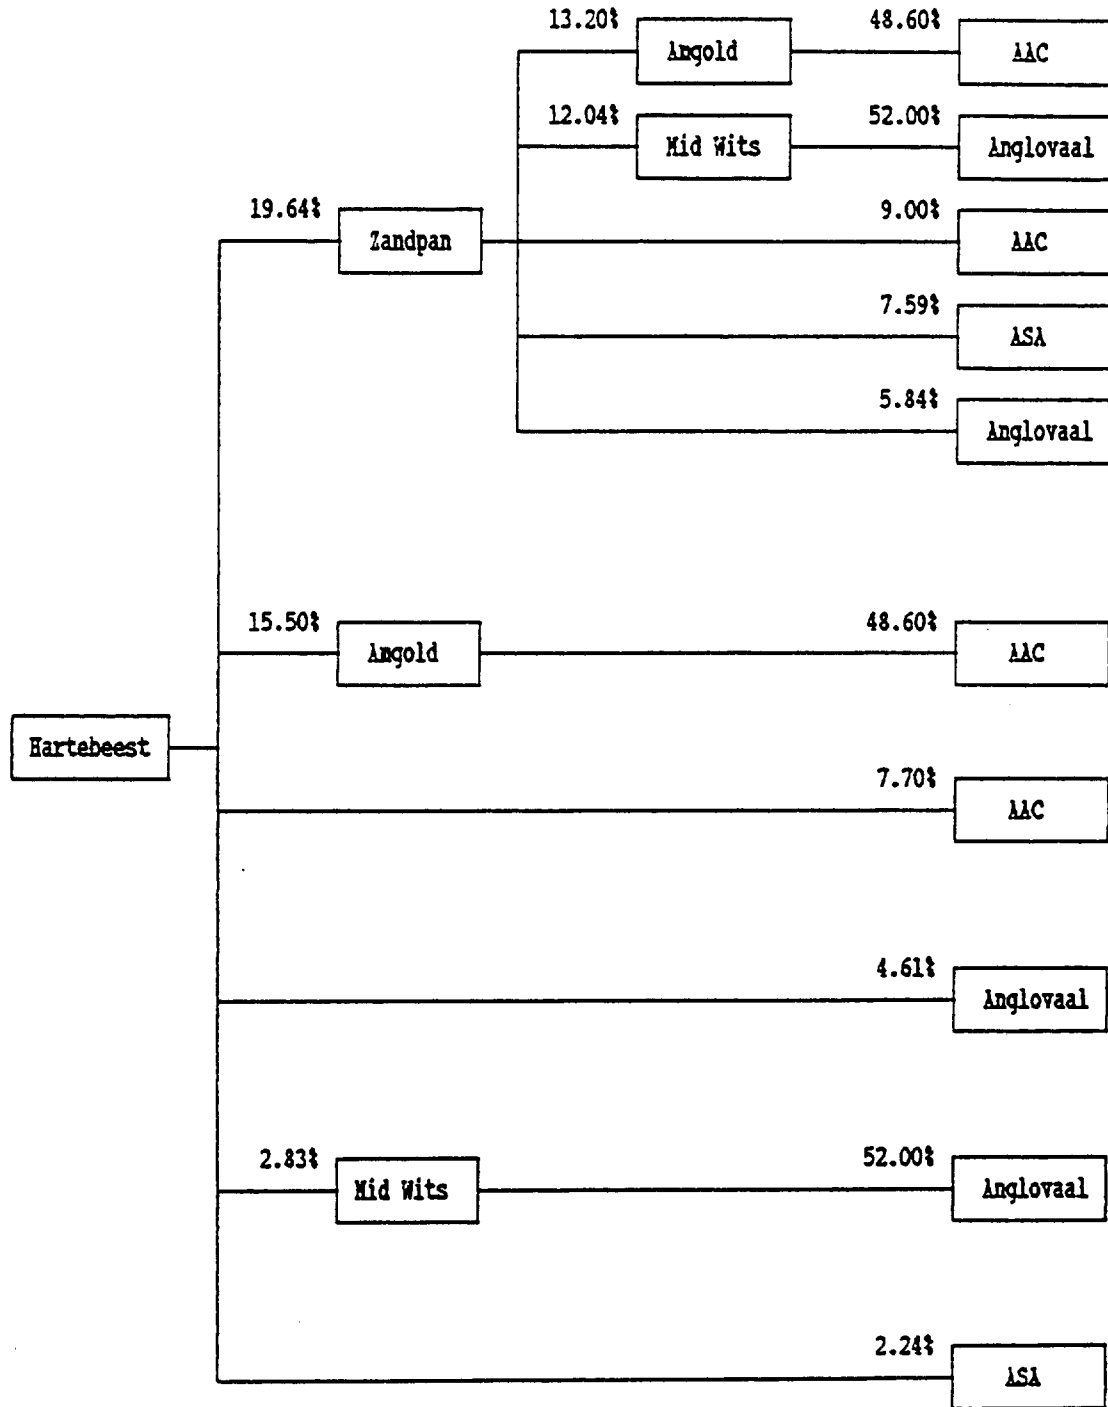 13.20% 48.60%
Amgold AAC
12.04% 52.00%
Mid Wits Anglovaal
19.64% 9.00%
Zandpan AAC
7.59%
ASA
5.84%
Anglovaal
15.50% 48.60%
Amgold AAC
Hartebeest
7.70%
AAC
4.61%
Anglovaal
2.83% 52.00%
Mid Wits Anglovaal
2.24%
ASA